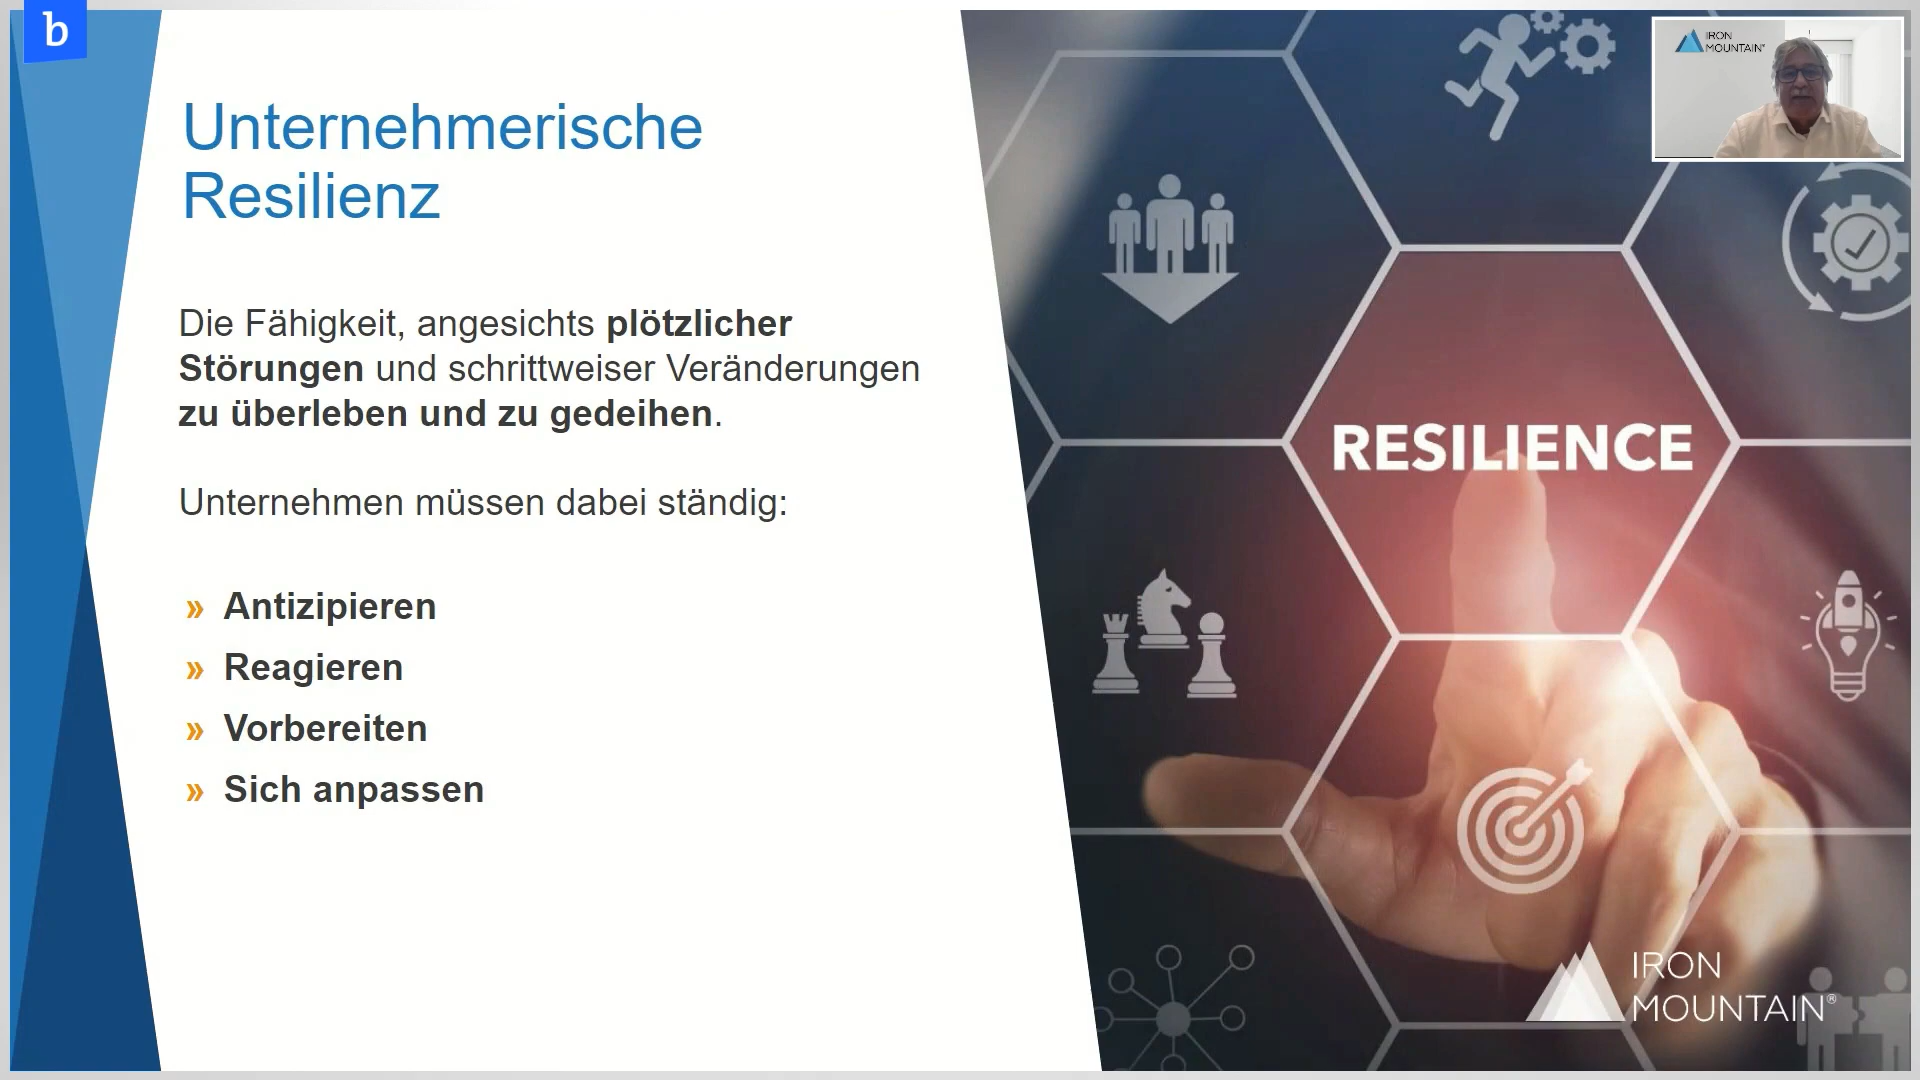 b
Unternehmerische
Resilienz
Die Fähigkeit, angesichts plötzlicher
Störungen und schrittweiser Veränderungen
zu überleben und zu gedeihen.
Unternehmen müssen dabei ständig:
» Antizipieren
» Reagieren
» Vorbereiten
» Sich anpassen
RESILIENCE
IRON
MOUNTAIN®
IRON
MOUNTAIN®